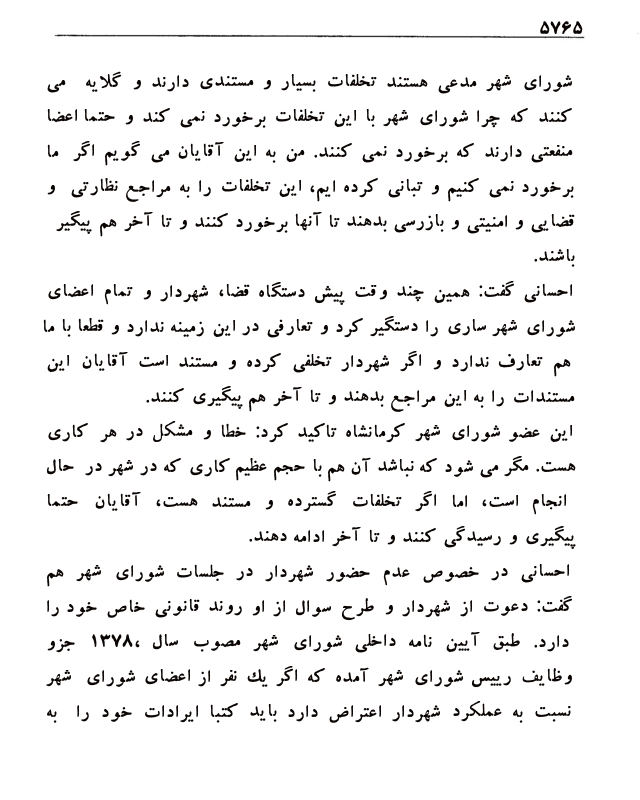 ۵۷۶۵
شورای شهر مدعی هستند تخلفات بسیار و مستندی دارند و گلایه می
کنند که چرا شورای شهر با این تخلفات برخورد نمی کند و حتما اعضا
منفعتی دارند که برخورد نمی کنند. من به این آقایان می گویم اگر ما
برخورد نمی کنیم و تبانی کرده ایم، این تخلفات را به مراجع نظارتی و
قضایی و امنیتی و بازرسی بدهند تا آنها برخورد کنند و تا آخر هم پیگیر
باشند.
احسانی گفت: همین چند وقت پیش دستگاه قضا، شهردار و تمام اعضای
شورای شهر ساری را دستگیر کرد و تعارفی در این زمینه ندارد و قطعا با ما
هم تعارف ندارد و اگر شهردار تخلفی کرده و مستند است آقایان این
مستندات را به این مراجع بدهند و تا آخر هم پیگیری کنند.
این عضو شورای شهر کرمانشاه تاکید کرد: خطا و مشکل در هر کاری
هست. مگر می شود که نباشد آن هم با حجم عظیم کاری که در شهر در حال
انجام است، اما اگر تخلفات گسترده و مستند هست، آقایان حتما
پیگیری و رسیدگی کنند و تا آخر ادامه دهند.
احسانی در خصوص عدم حضور شهردار در جلسات شورای شهر هم
گفت: دعوت از شهردار و طرح سوال از او روند قانونی خاص خود را
دارد. طبق آیین نامه داخلی شورای شهر مصوب سال ۱۳۷۸، جزو
وظایف رییس شورای شهر آمده که اگر یك نفر از اعضای شورای شهر
نسبت به عملکرد شهردار اعتراض دارد باید کتبا ایرادات خود را به